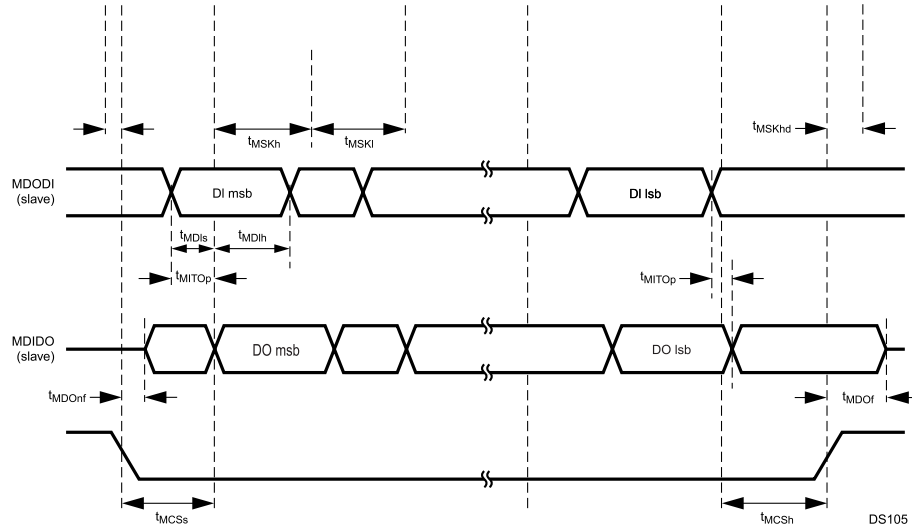 tMSKh
tMSKl
tMSKhd
MDODI
(slave)
DI msb
DI lsb
tMDIs
tMDIh
tMITOp
tMITOp
MDIDO
(slave)
DO msb
DO lsb
tMDOnf
tMDOf
tMCSs
tMCSh
DS105